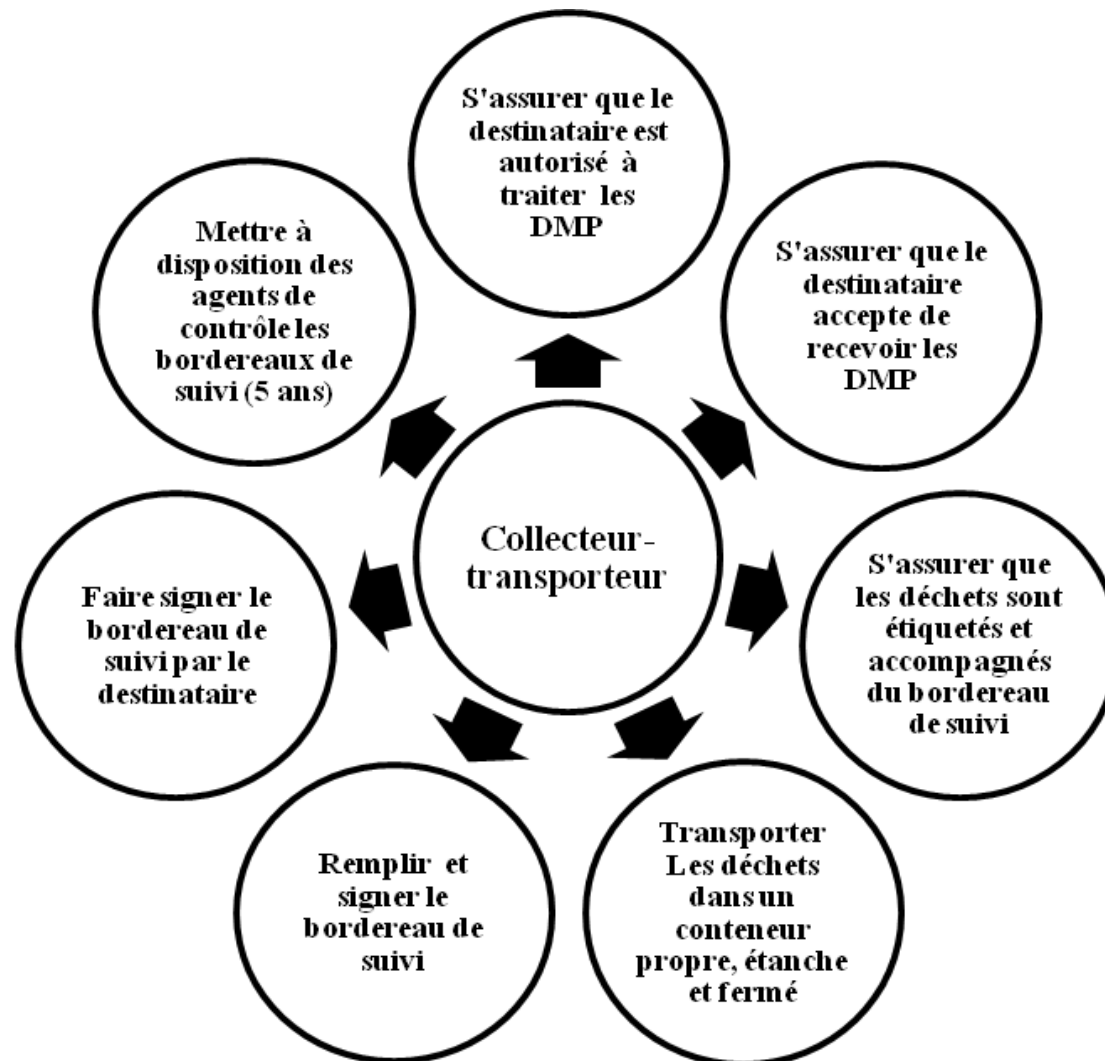 S'assurer que le
destinataire est
autorisé à
traiter les
DMP
S'assurer que le
destinataire
accepte de
recevoir les
DMP
S'assurer que
les déchets sont
étiquetés et
accompagnés
du bordereau
de suivi
Transporter
Les déchets
dans un
conteneur
propre, étanche
et fermé
Remplir et
signer le
bordereau de
suivi
Faire signer le
bordereau de
suivi par le
destinataire
Mettre à
disposition des
agents de
contrôle les
bordereaux de
suivi (5 ans)
Collecteur-
transporteur